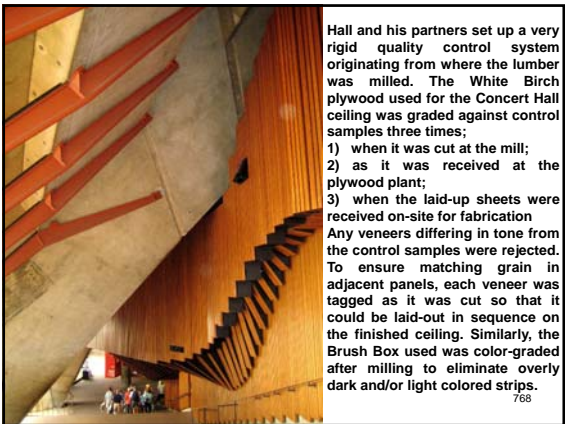 Hall and his partners set up a very
rigid quality control system
originating from where the lumber
was milled. The White Birch
plywood used for the Concert Hall
ceiling was graded against control
samples three times;
1) when it was cut at the mill;
2) as it was received at the
plywood plant;
3) when the laid-up sheets were
received on-site for fabrication
Any veneers differing in tone from
the control samples were rejected.
To ensure matching grain in
adjacent panels, each veneer was
tagged as it was cut so that it
could be laid-out in sequence on
the finished ceiling. Similarly, the
Brush Box used was color-graded
after milling to eliminate overly
dark and/or light colored strips.
768